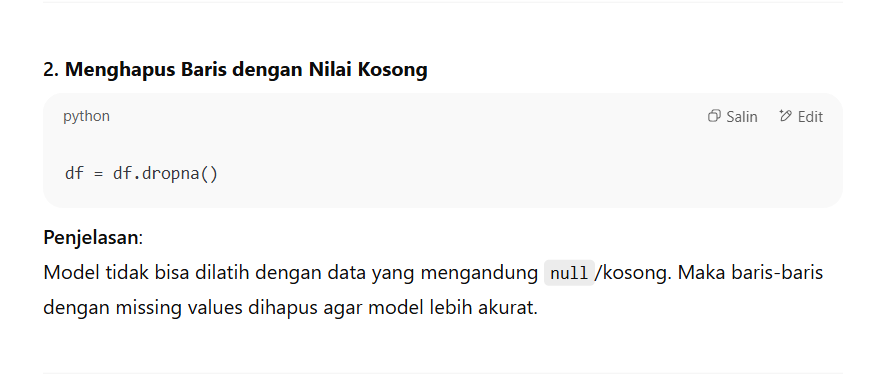 2. Menghapus Baris dengan Nilai Kosong
python
Salin
Edit
df = df.dropna()
Penjelasan:
Model tidak bisa dilatih dengan data yang mengandung null/kosong. Maka baris-baris
dengan missing values dihapus agar model lebih akurat.